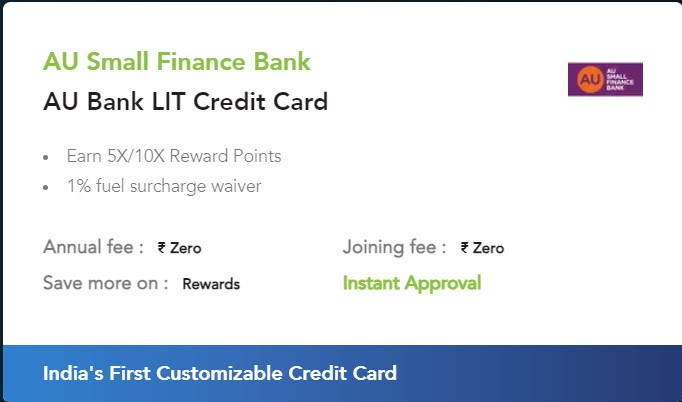 AU Small Finance Bank
AU Bank LIT Credit Card
AU
AU
SMALL
FINANCE
BANK
• Earn 5X/10X Reward Points
• 1% fuel surcharge waiver
Annual fee : ₹ Zero
Joining fee : ₹ Zero
Save more on : Rewards
Instant Approval
India's First Customizable Credit Card